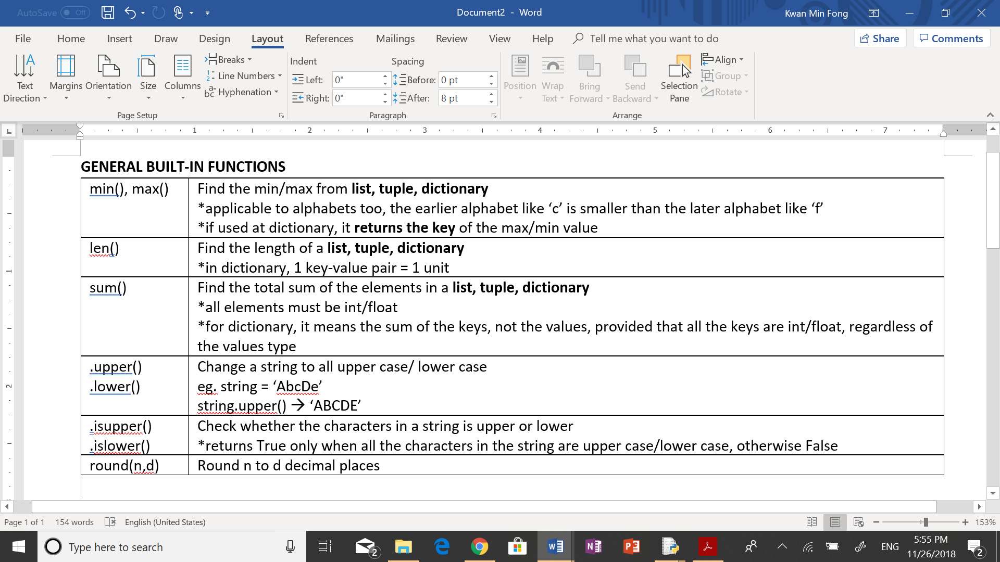 AutoSave Off
Document2 - Word
Kwan Min Fong
File Home Insert Draw Design Layout References Mailings Review View Help Tell me what you want to do Share Comments
Text Direction
Margins
Orientation
Size
Columns
Breaks
Line Numbers
Hyphenation
Page Setup
Indent
Left: 0"
Right: 0"
Spacing
Before: 0 pt
After: 8 pt
Paragraph
Position
Wrap Text
Bring Forward
Send Backward
Selection Pane
Align
Group
Rotate
Arrange
1 2 3 4 5 6 7
1
2
GENERAL BUILT-IN FUNCTIONS
min(), max()
Find the min/max from list, tuple, dictionary
*applicable to alphabets too, the earlier alphabet like ‘c’ is smaller than the later alphabet like ‘f’
*if used at dictionary, it returns the key of the max/min value
len()
Find the length of a list, tuple, dictionary
*in dictionary, 1 key-value pair = 1 unit
sum()
Find the total sum of the elements in a list, tuple, dictionary
*all elements must be int/float
*for dictionary, it means the sum of the keys, not the values, provided that all the keys are int/float, regardless of
the values type
.upper()
.lower()
Change a string to all upper case/ lower case
eg. string = ‘AbcDe’
string.upper() → ‘ABCDE’
.isupper()
.islower()
Check whether the characters in a string is upper or lower
*returns True only when all the characters in the string are upper case/lower case, otherwise False
round(n,d)
Round n to d decimal places
Page 1 of 1 154 words English (United States) 153%
Type here to search
2
ENG
5:55 PM
11/26/2018
2